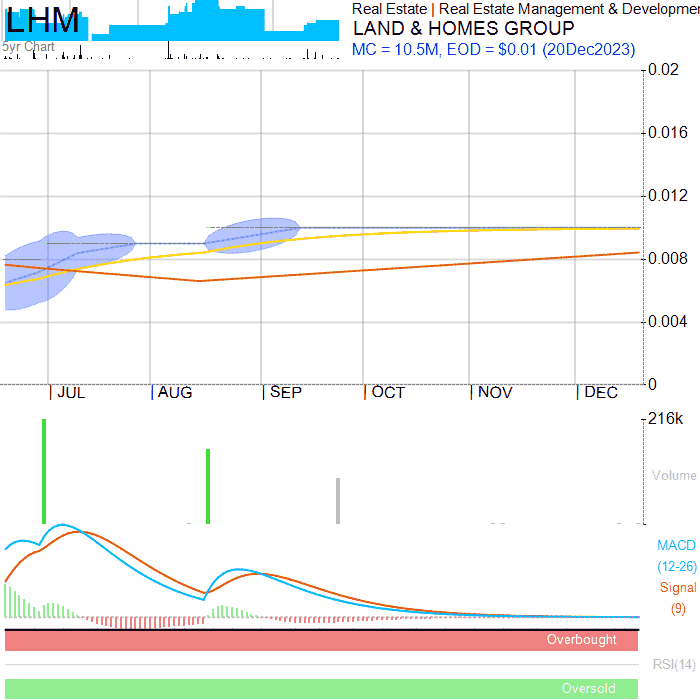 LHM
5yr Chart
Real Estate | Real Estate Management & Developmen
LAND & HOMES GROUP
MC = 10.5M, EOD = $0.01 (20Dec2023)
0.02
0.016
0.012
0.008
0.004
0
JUL AUG SEP OCT NOV DEC
216k
Volume
MACD
(12-26)
Signal
(9)
Overbought
RSI(14)
Oversold